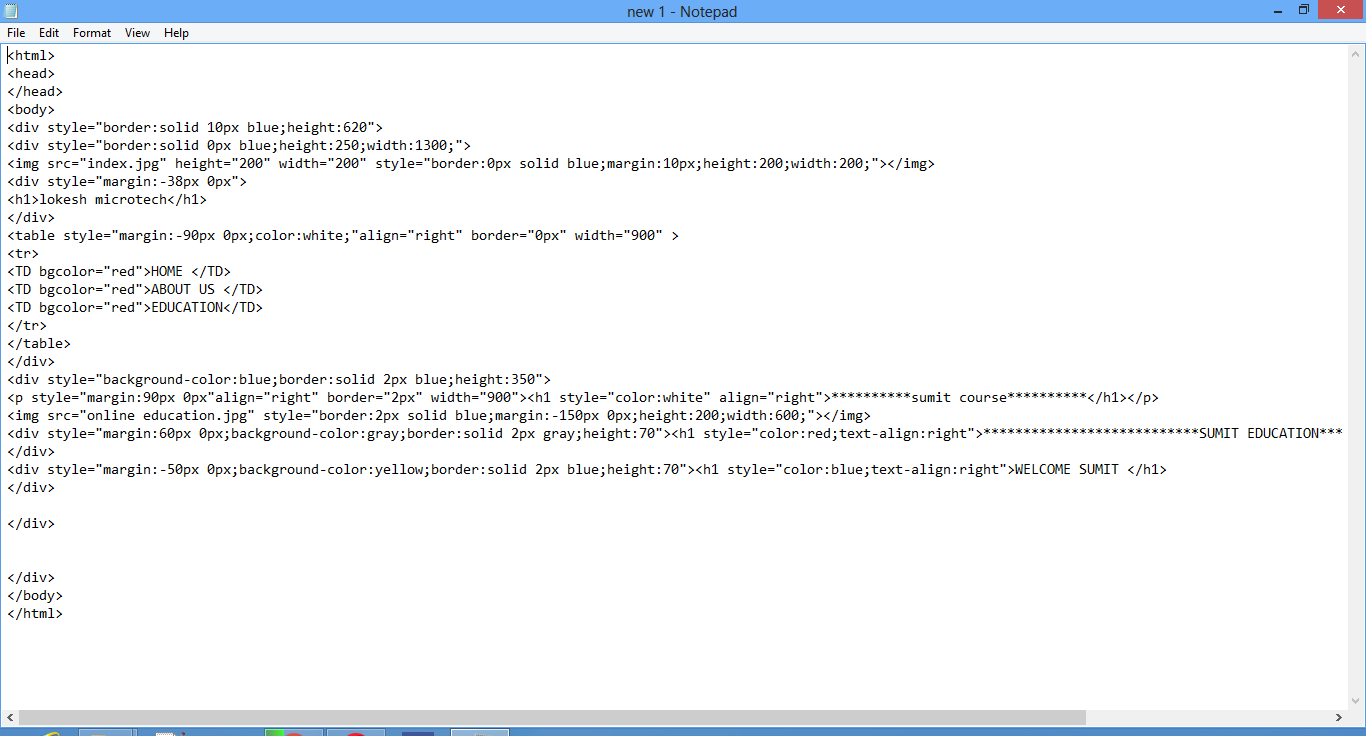 new 1 - Notepad
File Edit Format View Help
<html>
<head>
</head>
<body>
<div style="border:solid 10px blue;height:620">
<div style="border:solid 0px blue;height:250;width:1300;">
<img src="index.jpg" height="200" width="200" style="border:0px solid blue;margin:10px;height:200;width:200;"></img>
<div style="margin:-38px 0px">
<h1>lokesh microtech</h1>
</div>
<table style="margin:-90px 0px;color:white;"align="right" border="0px" width="900" >
<tr>
<TD bgcolor="red">HOME </TD>
<TD bgcolor="red">ABOUT US </TD>
<TD bgcolor="red">EDUCATION</TD>
</tr>
</table>
</div>
<div style="background-color:blue;border:solid 2px blue;height:350">
<p style="margin:90px 0px"align="right" border="2px" width="900"><h1 style="color:white" align="right">**********sumit course**********</h1></p>
<img src="online education.jpg" style="border:2px solid blue;margin:-150px 0px;height:200;width:600;"></img>
<div style="margin:60px 0px;background-color:gray;border:solid 2px gray;height:70"><h1 style="color:red;text-align:right">***************************SUMIT EDUCATION***
</div>
<div style="margin:-50px 0px;background-color:yellow;border:solid 2px blue;height:70"><h1 style="color:blue;text-align:right">WELCOME SUMIT </h1>
</div>
</div>
</div>
</body>
</html>